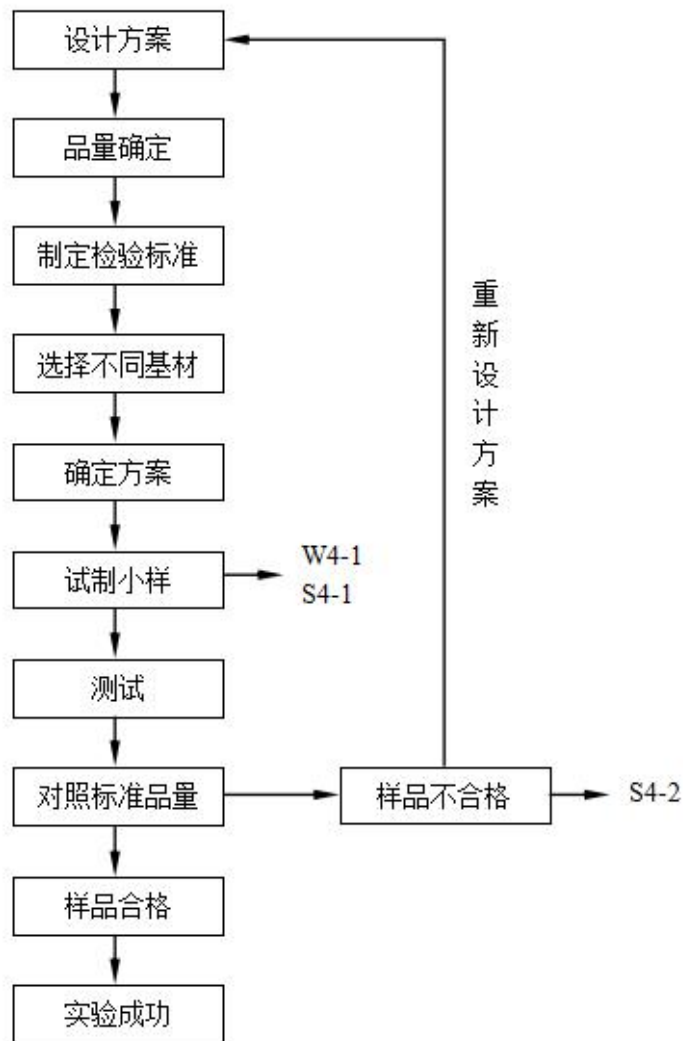 设计方案
品量确定
制定检验标准
选择不同基材
确定方案
试制小样
W4-1
S4-1
测试
对照标准品量
样品不合格
S4-2
样品合格
实验成功
重新设计方案